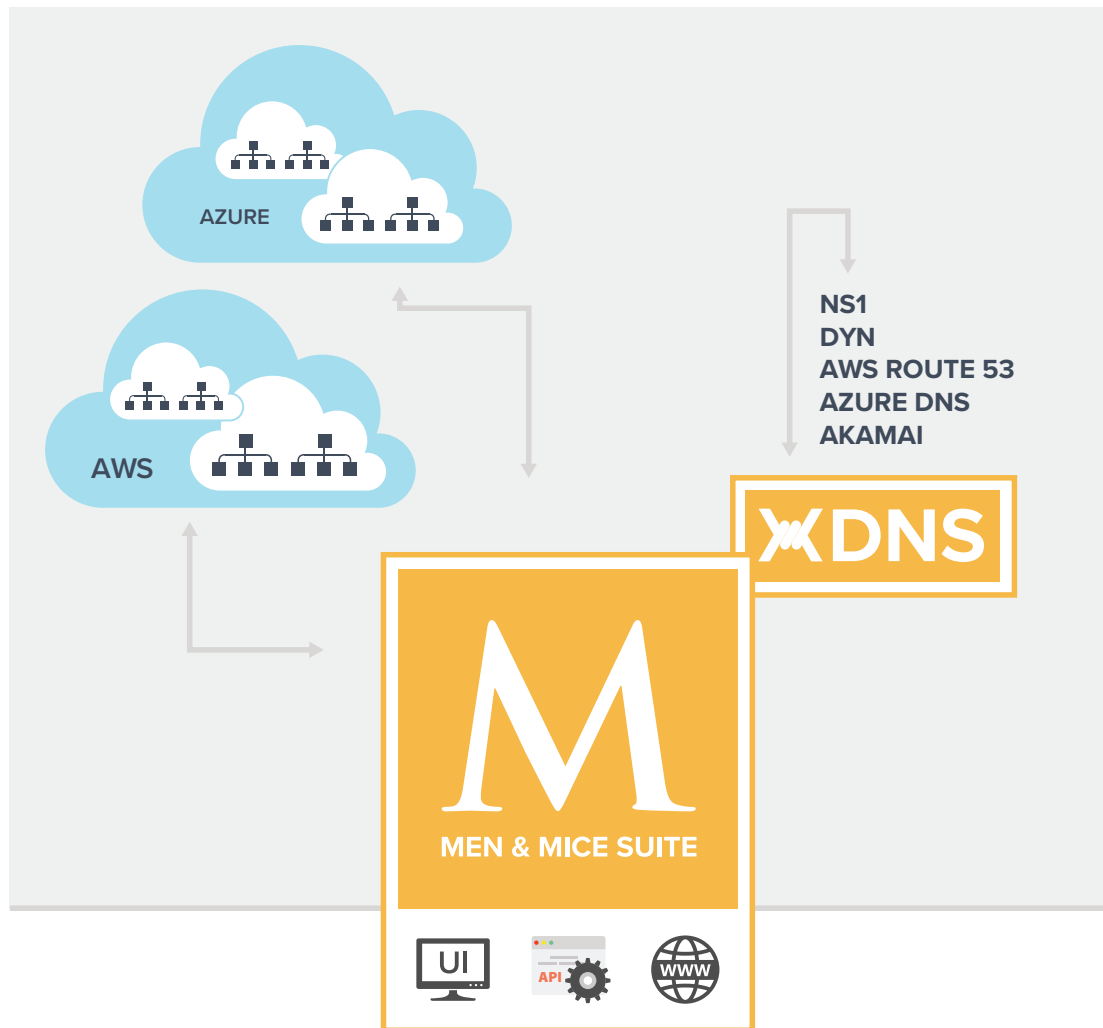 AZURE
AWS
NS1
DYN
AWS ROUTE 53
AZURE DNS
AKAMAI
XDNS
M
MEN & MICE SUITE
UI
API
WWW